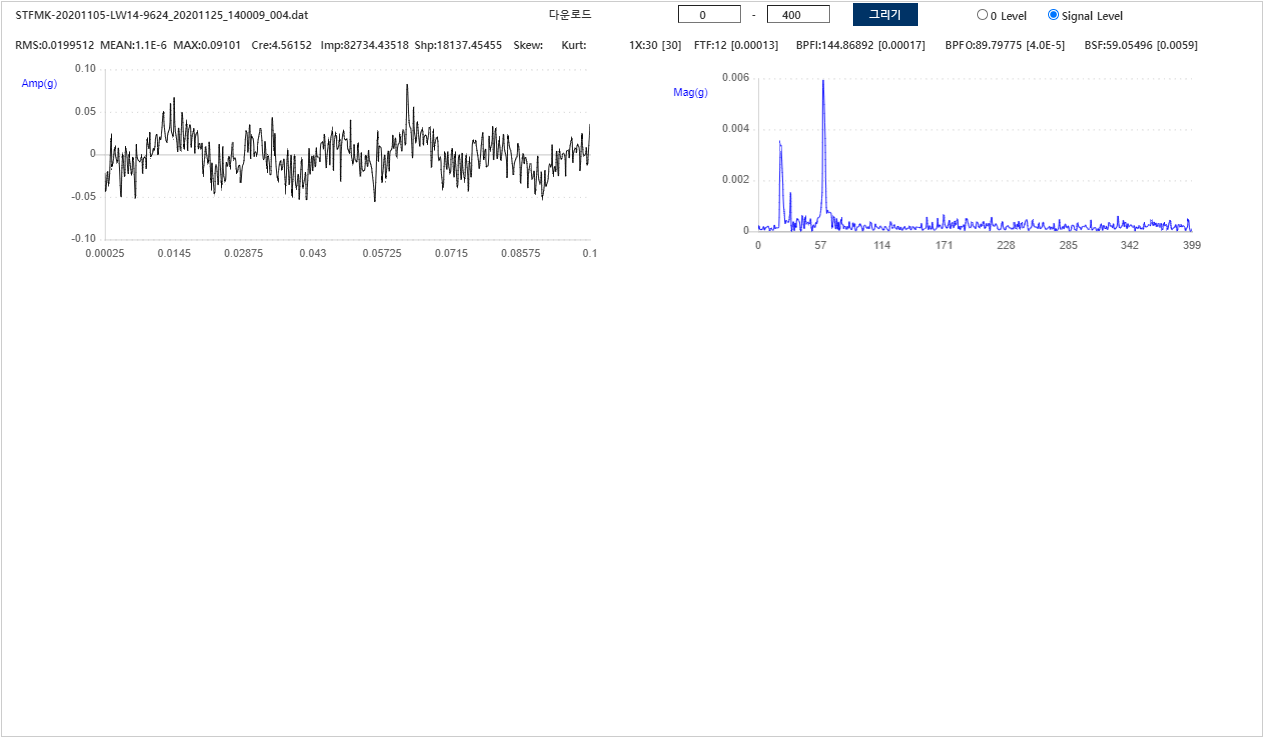 STFMK-20201105-LW14-9624_20201125_140009_004.dat 다운로드 0 - 400 그리기 0 Level Signal Level
RMS:0.0199512 MEAN:1.1E-6 MAX:0.09101 Cre:4.56152 Imp:82734.43518 Shp:18137.45455 Skew: Kurt: 1X:30 [30] FTF:12 [0.00013] BPFI:144.86892 [0.00017] BPFO:89.79775 [4.0E-5] BSF:59.05496 [0.0059]
Amp(g)
0.10
0.05
0
-0.05
-0.10
0.00025 0.0145 0.02875 0.043 0.05725 0.0715 0.08575 0.1
Mag(g)
0.006
0.004
0.002
0
0 57 114 171 228 285 342 399